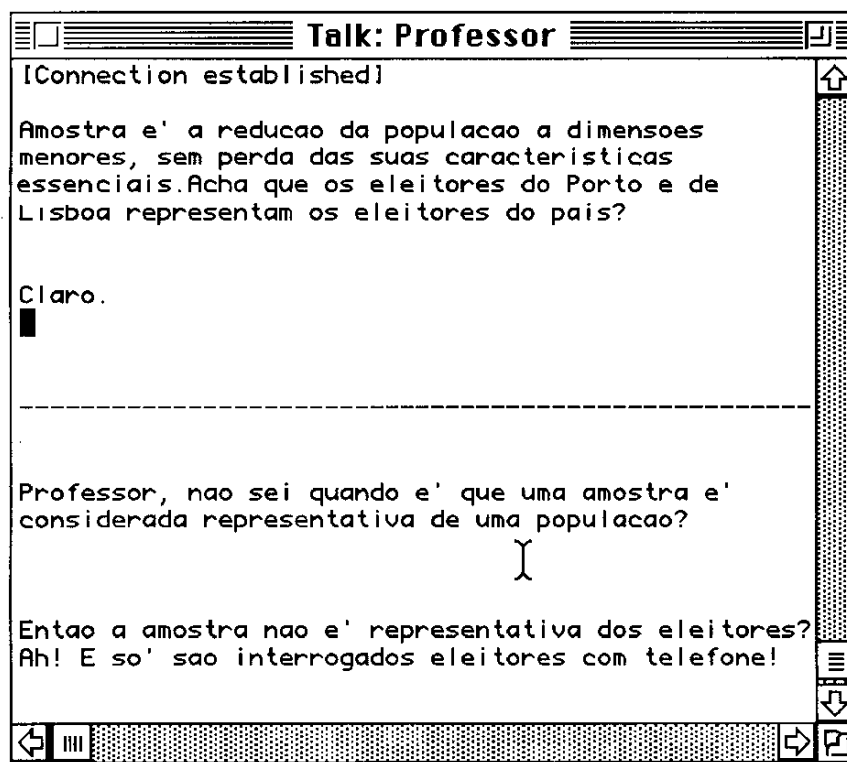 Talk: Professor
[Connection established]
Amostra e' a reducao da populacao a dimensoes
menores, sem perda das suas caracteristicas
essenciais.Acha que os eleitores do Porto e de
Lisboa representam os eleitores do pais?
Claro.
Professor, nao sei quando e' que uma amostra e'
considerada representativa de uma populacao?
Entao a amostra nao e' representativa dos eleitores?
Ah! E so' sao interrogados eleitores com telefone!